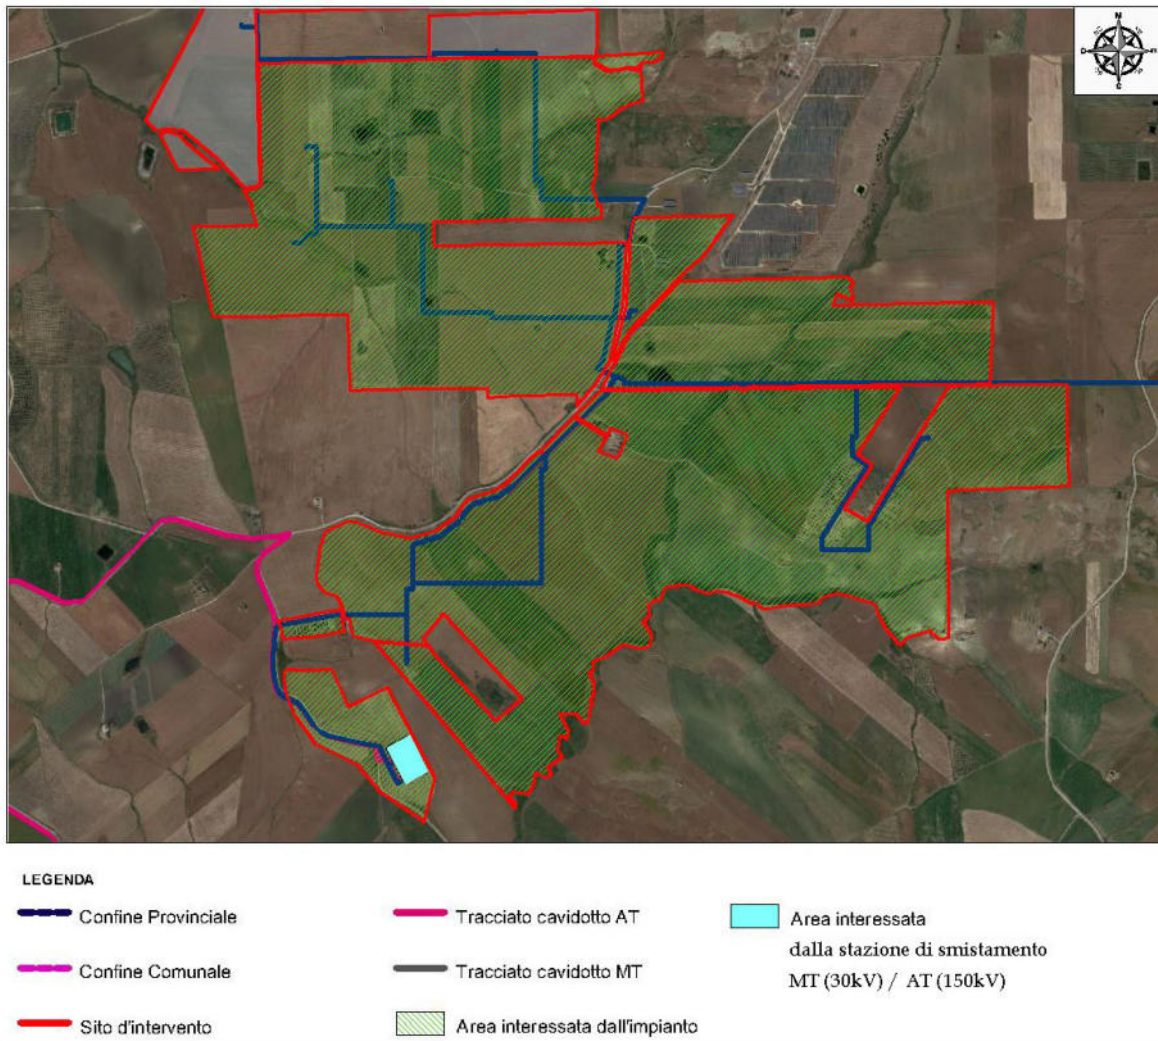 N
LEGENDA
Confine Provinciale
Confine Comunale
Sito d'intervento
Tracciato cavidotto AT
Tracciato cavidotto MT
Area interessata dall'impianto
Area interessata
dalla stazione di smistamento
MT (30kV) / AT (150kV)